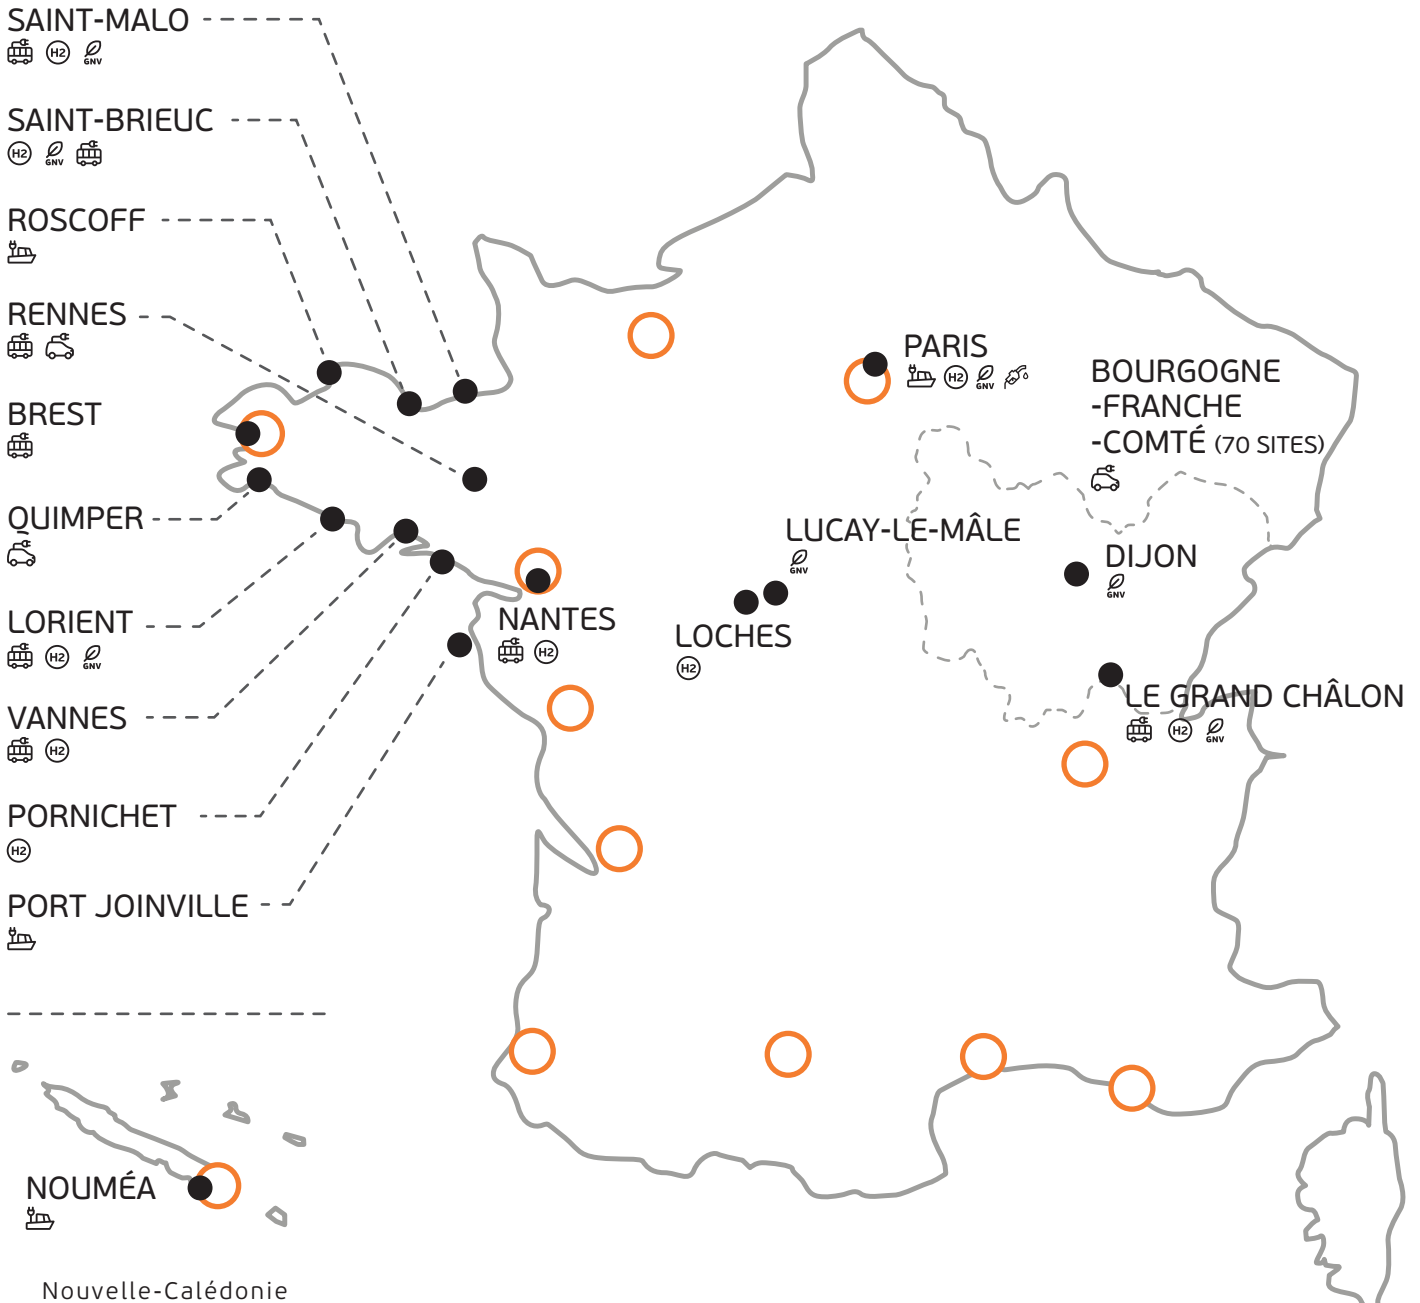 SAINT-MALO
H2 GNV
SAINT-BRIEUC
H2 GNV
ROSCOFF
RENNES
BREST
QUIMPER
LORIENT
H2 GNV
VANNES
H2
PORNICHET
H2
PORT JOINVILLE
NANTES
H2
PARIS
H2 GNV
BOURGOGNE
-FRANCHE
-COMTÉ (70 SITES)
LUCAY-LE-MÂLE
GNV
LOCHES
H2
DIJON
GNV
LE GRAND CHÂLON
H2 GNV
NOUMÉA
Nouvelle-Calédonie